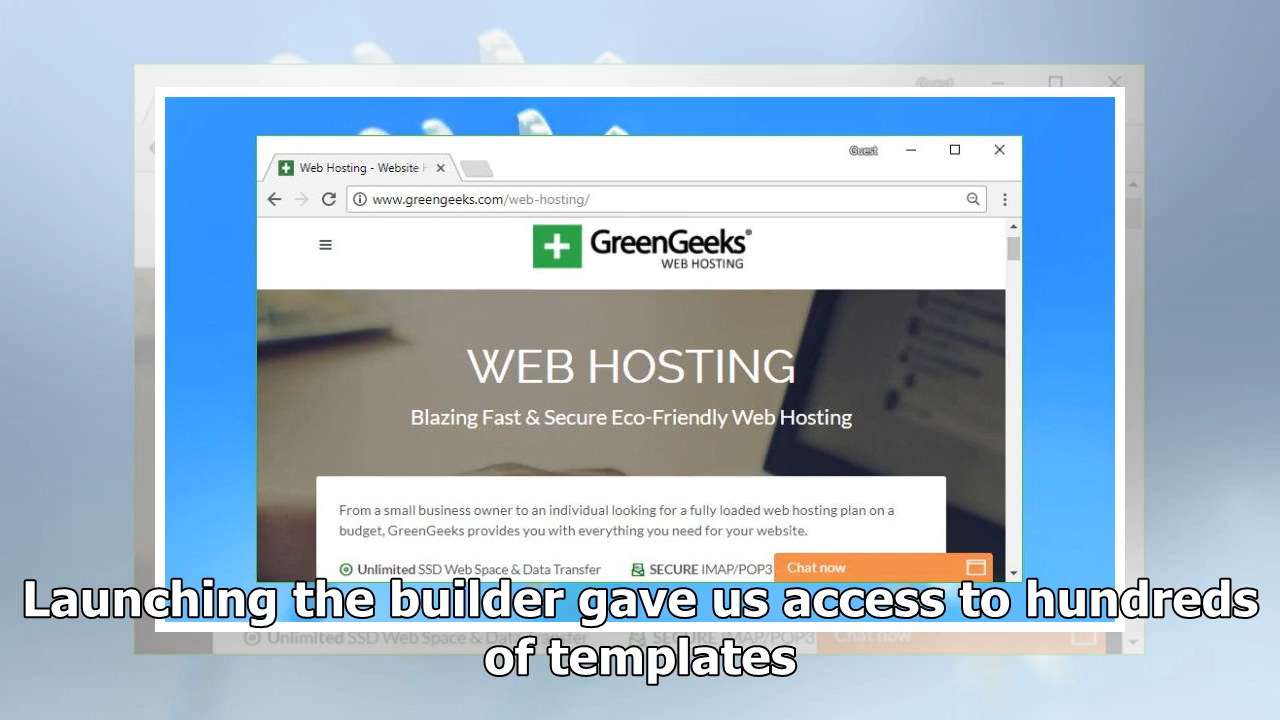 Guest
Web Hosting - Website
www.greengeeks.com/web-hosting/
GreenGeeks®
WEB HOSTING
WEB HOSTING
Blazing Fast & Secure Eco-Friendly Web Hosting
From a small business owner to an individual looking for a fully loaded web hosting plan on a
budget, GreenGeeks provides you with everything you need for your website.
Unlimited SSD Web Space & Data Transfer
SECURE IMAP/POP3
Chat now
Launching the builder gave us access to hundreds
of templates